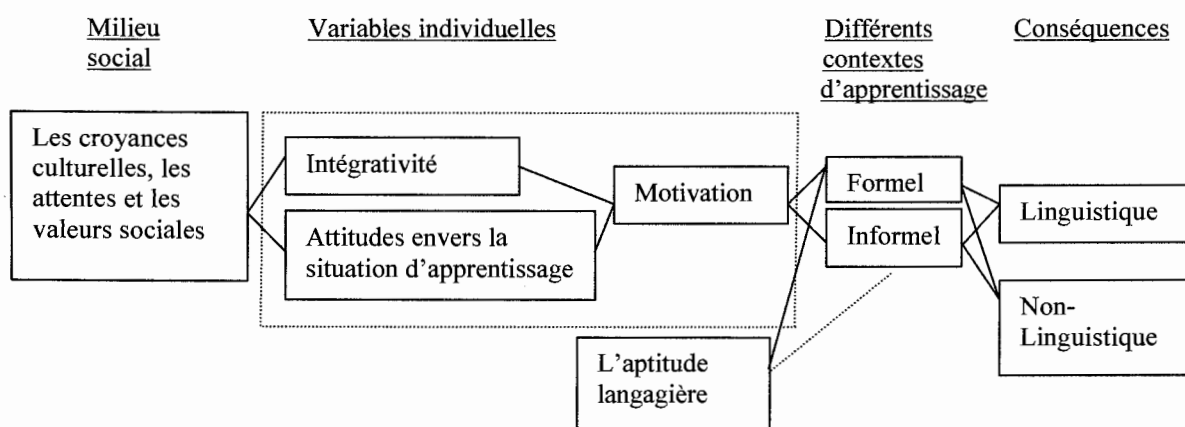 Milieu
social
Variables individuelles
Différents
contextes
d'apprentissage
Conséquences
Les croyances
culturelles, les
attentes et les
valeurs sociales
Intégrativité
Attitudes envers la
situation d'apprentissage
Motivation
Formel
Informel
Linguistique
Non-
Linguistique
L'aptitude
langagière